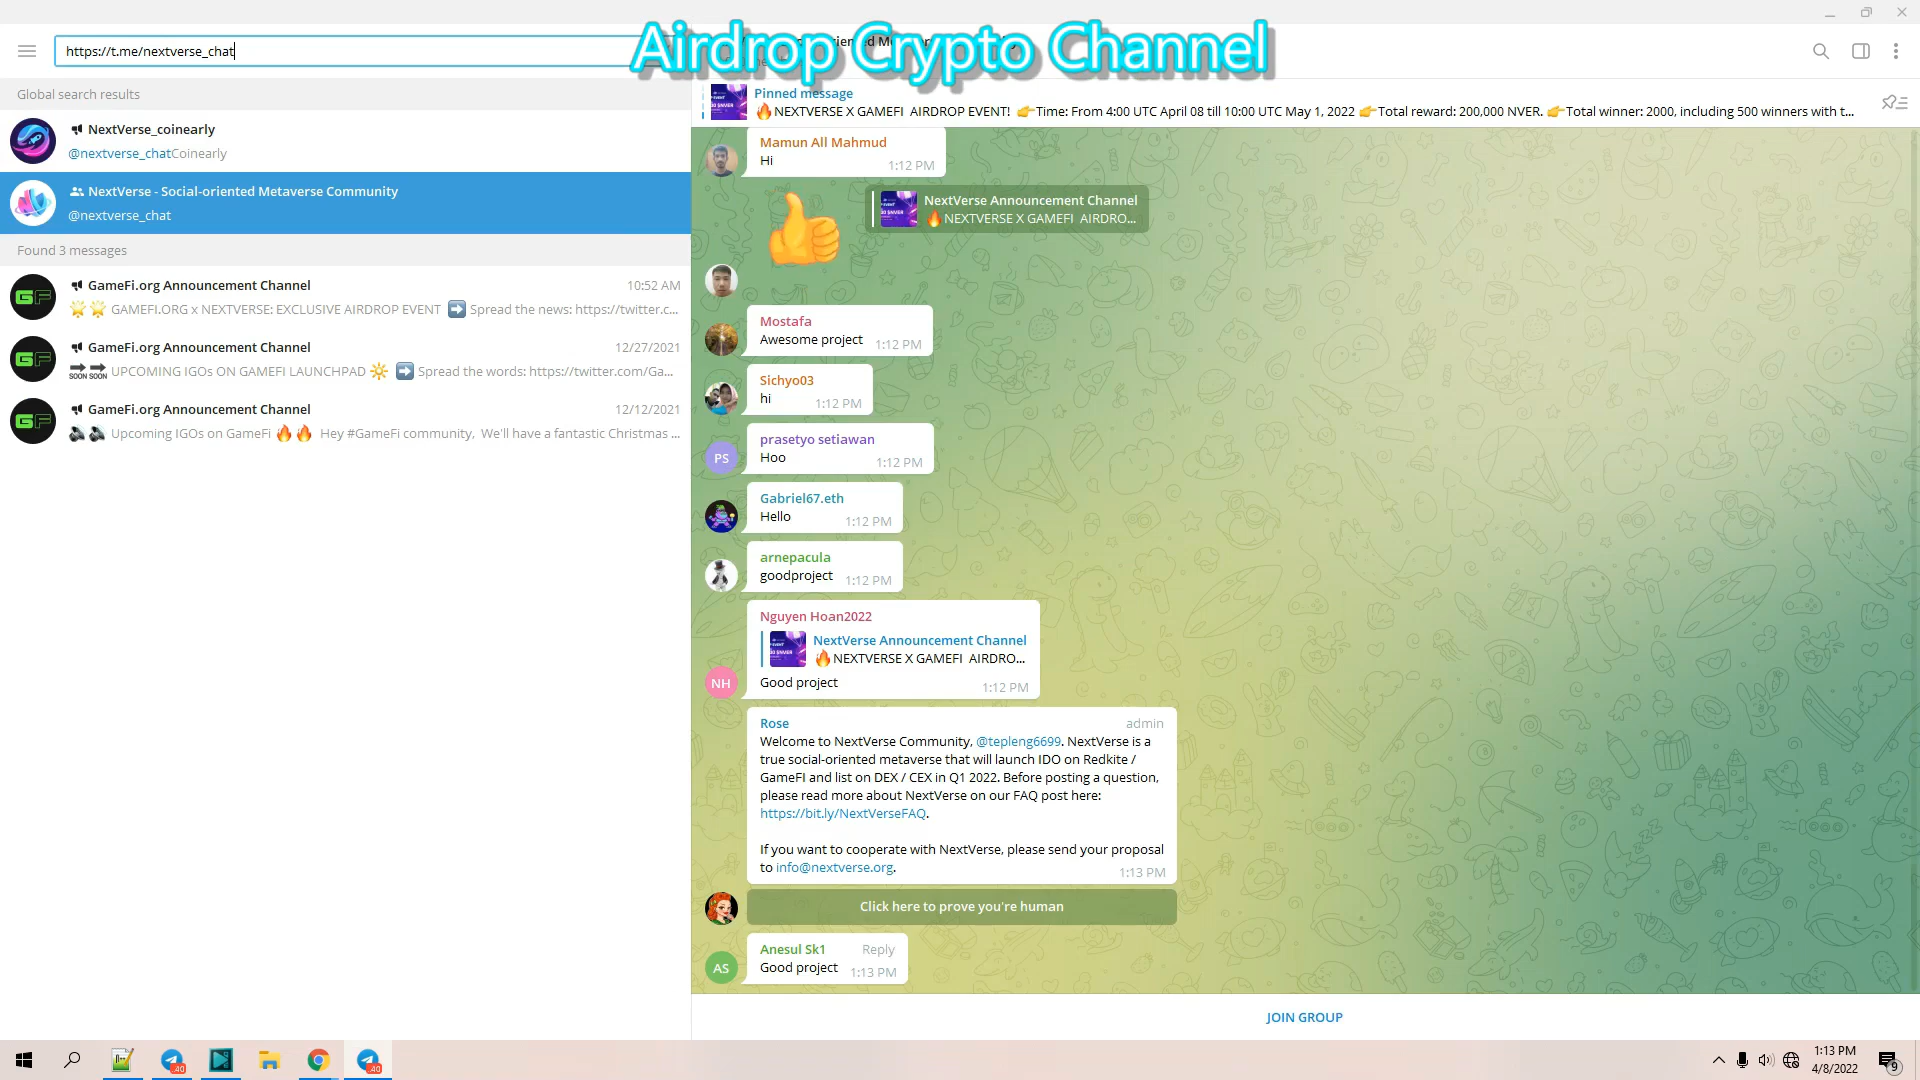 Airdrop Crypto Channel
https://t.me/nextverse_chat
Global search results
NextVerse_coinearly
@nextverse_chatCoinearly
NextVerse - Social-oriented Metaverse Community
@nextverse_chat
Found 3 messages
GameFi.org Announcement Channel
10:52 AM
🌟🌟 GAMEFI.ORG x NEXTVERSE: EXCLUSIVE AIRDROP EVENT ➡️ Spread the news: https://twitter.c...
GameFi.org Announcement Channel
12/27/2021
🔜🔜 UPCOMING IGOs ON GAMEFI LAUNCHPAD 🔆 ➡️ Spread the words: https://twitter.com/Ga...
GameFi.org Announcement Channel
12/12/2021
🔊🔊 Upcoming IGOs on GameFi 🔥🔥 Hey #GameFi community, We'll have a fantastic Christmas ...
Pinned message
🔥NEXTVERSE X GAMEFI AIRDROP EVENT! 👉Time: From 4:00 UTC April 08 till 10:00 UTC May 1, 2022 👉Total reward: 200,000 NVER. 👉Total winner: 2000, including 500 winners with t...
Mamun All Mahmud
Hi
1:12 PM
NextVerse Announcement Channel
🔥NEXTVERSE X GAMEFI AIRDRO...
Mostafa
Awesome project
1:12 PM
Sichyo03
hi
1:12 PM
prasetyo setiawan
PS
Hoo
1:12 PM
Gabriel67.eth
Hello
1:12 PM
arnepacula
goodproject
1:12 PM
Nguyen Hoan2022
NextVerse Announcement Channel
🔥NEXTVERSE X GAMEFI AIRDRO...
NH
Good project
1:12 PM
Rose
admin
Welcome to NextVerse Community, @tepleng6699. NextVerse is a
true social-oriented metaverse that will launch IDO on Redkite /
GameFI and list on DEX / CEX in Q1 2022. Before posting a question,
please read more about NextVerse on our FAQ post here:
https://bit.ly/NextVerseFAQ.
If you want to cooperate with NextVerse, please send your proposal
to info@nextverse.org.
1:13 PM
Click here to prove you're human
Anesul Sk1
Reply
AS
Good project
1:13 PM
JOIN GROUP
.40
.40
1:13 PM
4/8/2022
9